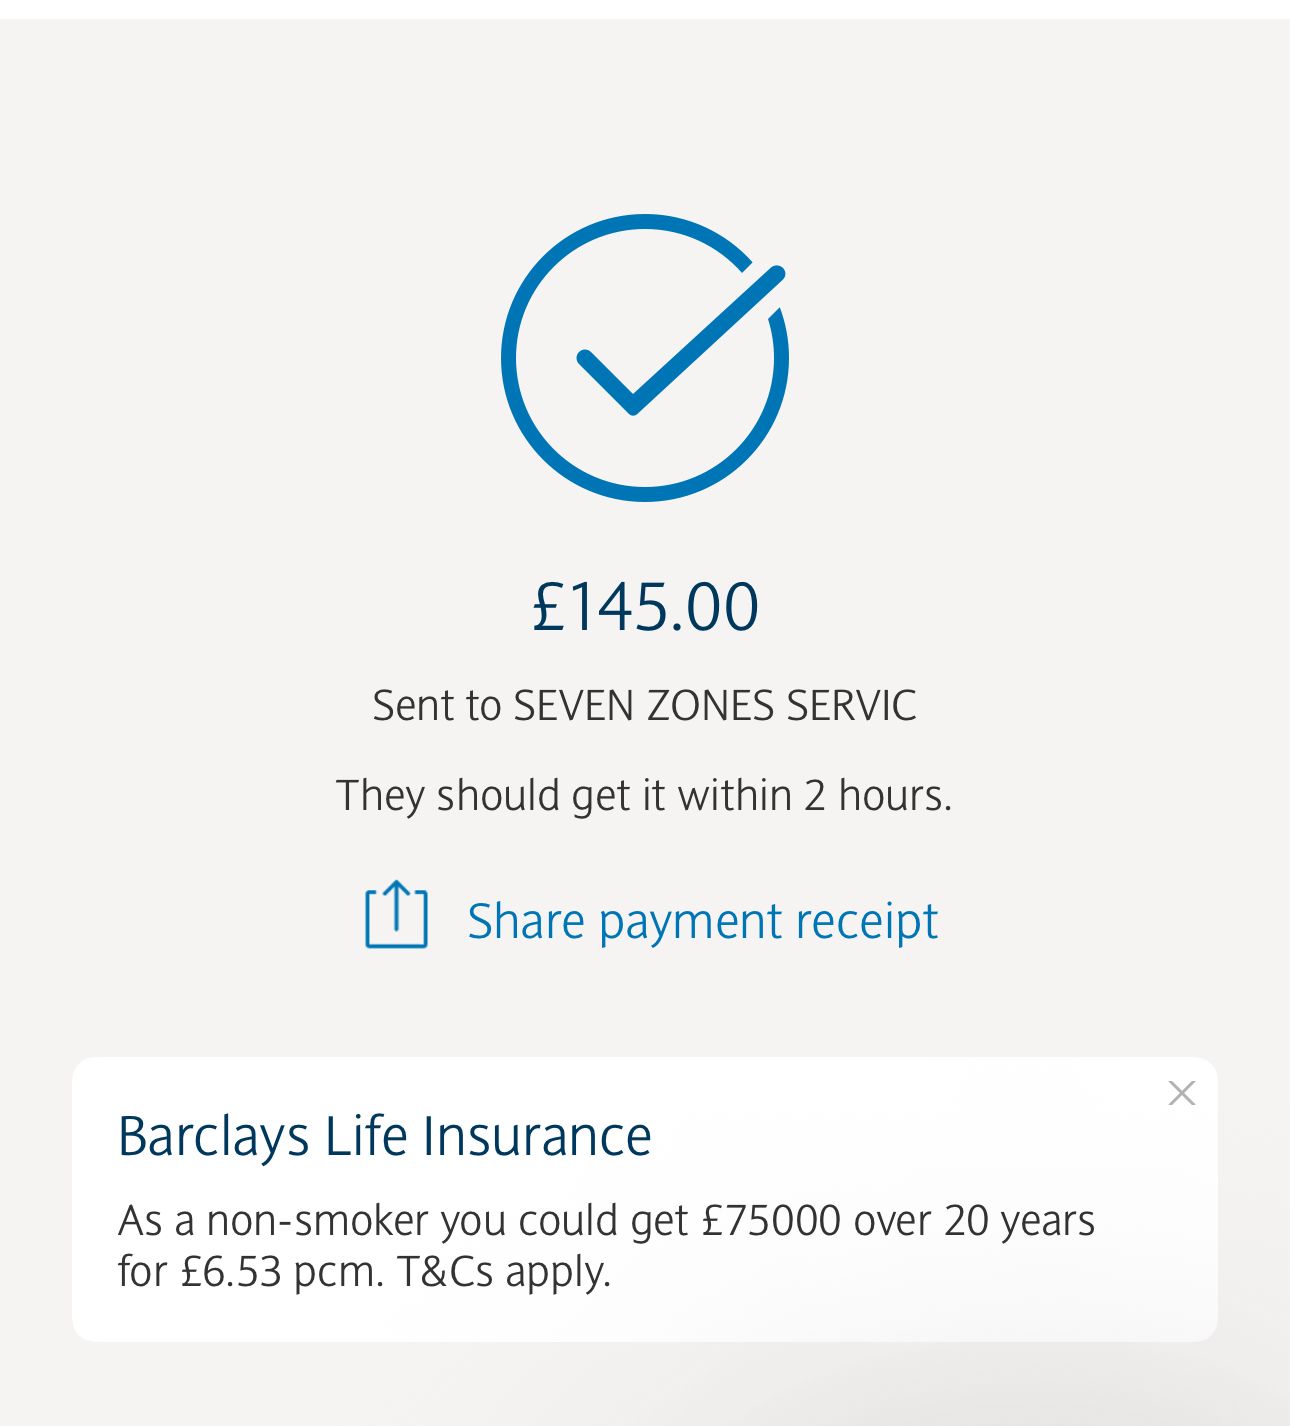 £145.00
Sent to SEVEN ZONES SERVIC
They should get it within 2 hours.
Share payment receipt
Barclays Life Insurance
As a non-smoker you could get £75000 over 20 years
for £6.53 pcm. T&Cs apply.